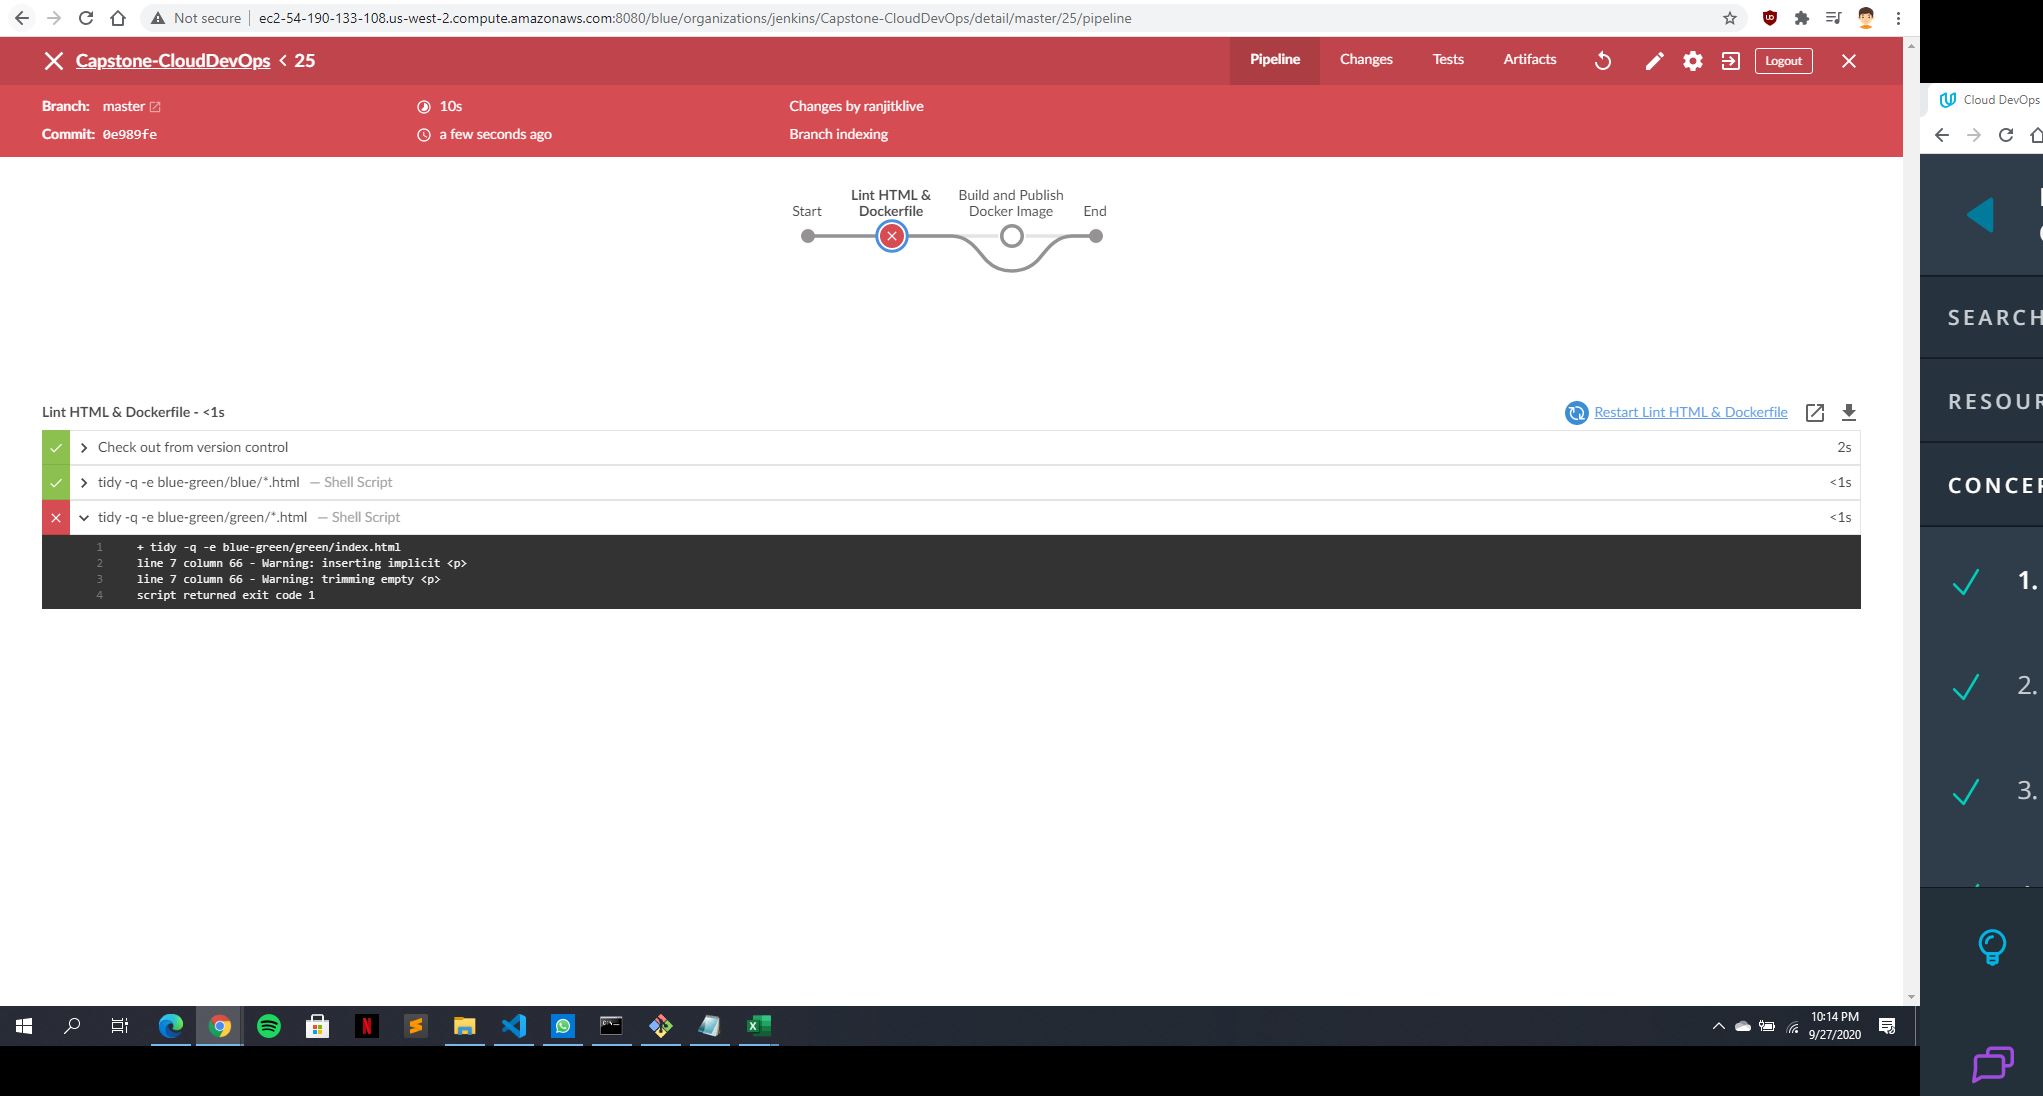 Not secure
ec2-54-190-133-108.us-west-2.compute.amazonaws.com:8080/blue/organizations/jenkins/Capstone-CloudDevOps/detail/master/25/pipeline
Capstone-CloudDevOps < 25
Pipeline
Changes
Tests
Artifacts
Logout
Branch: master
10s
Changes by ranjitklive
Commit: 0e989fe
a few seconds ago
Branch indexing
Start
Lint HTML &
Dockerfile
Build and Publish
Docker Image
End
Lint HTML & Dockerfile - <1s
Restart Lint HTML & Dockerfile
Check out from version control
2s
tidy -q -e blue-green/blue/*.html — Shell Script
<1s
tidy -q -e blue-green/green/*.html — Shell Script
<1s
1 + tidy -q -e blue-green/green/index.html
2 line 7 column 66 - Warning: inserting implicit <p>
3 line 7 column 66 - Warning: trimming empty <p>
4 script returned exit code 1
10:14 PM
9/27/2020
Cloud DevOps
SEARCH
RESOUR
CONCEP
1.
2.
3.